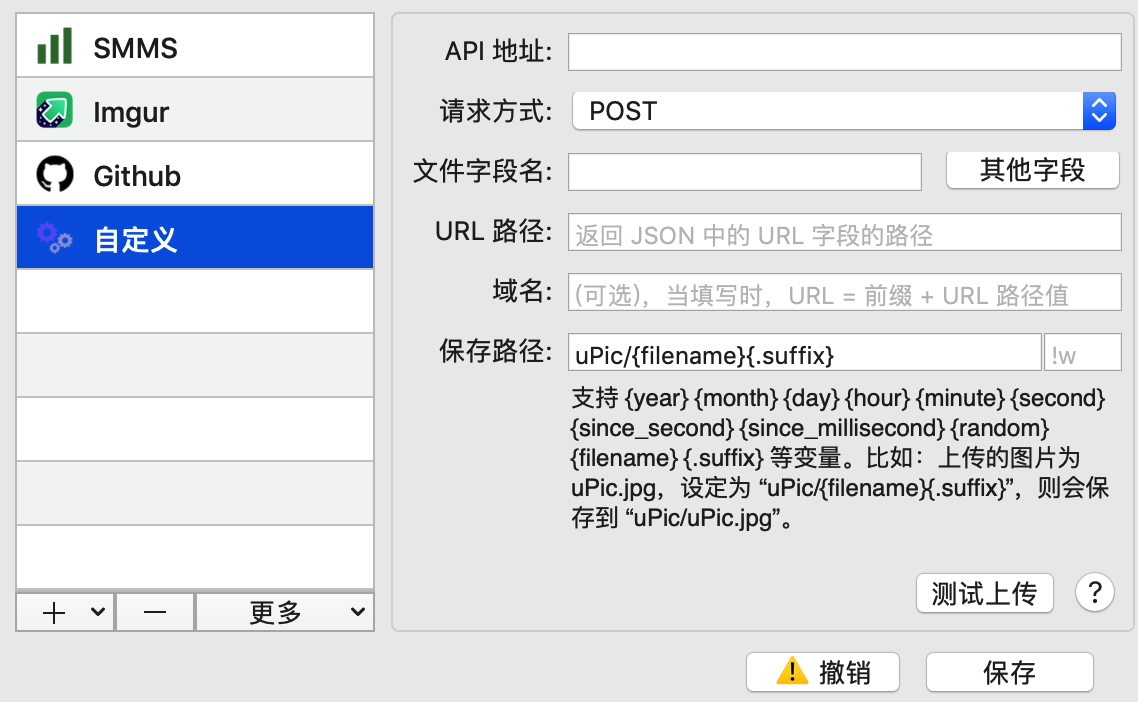 SMMS
Imgur
Github
自定义
更多
API 地址:
请求方式: POST
文件字段名: 其他字段
URL 路径: 返回 JSON 中的 URL 字段的路径
域名: (可选)，当填写时，URL = 前缀 + URL 路径值
保存路径: uPic/{filename}{.suffix} !w
支持 {year} {month} {day} {hour} {minute} {second}
{since_second} {since_millisecond} {random}
{filename} {.suffix} 等变量。比如：上传的图片为
uPic.jpg，设定为 “uPic/{filename}{.suffix}”，则会保
存到 “uPic/uPic.jpg”。
测试上传 ?
撤销 保存